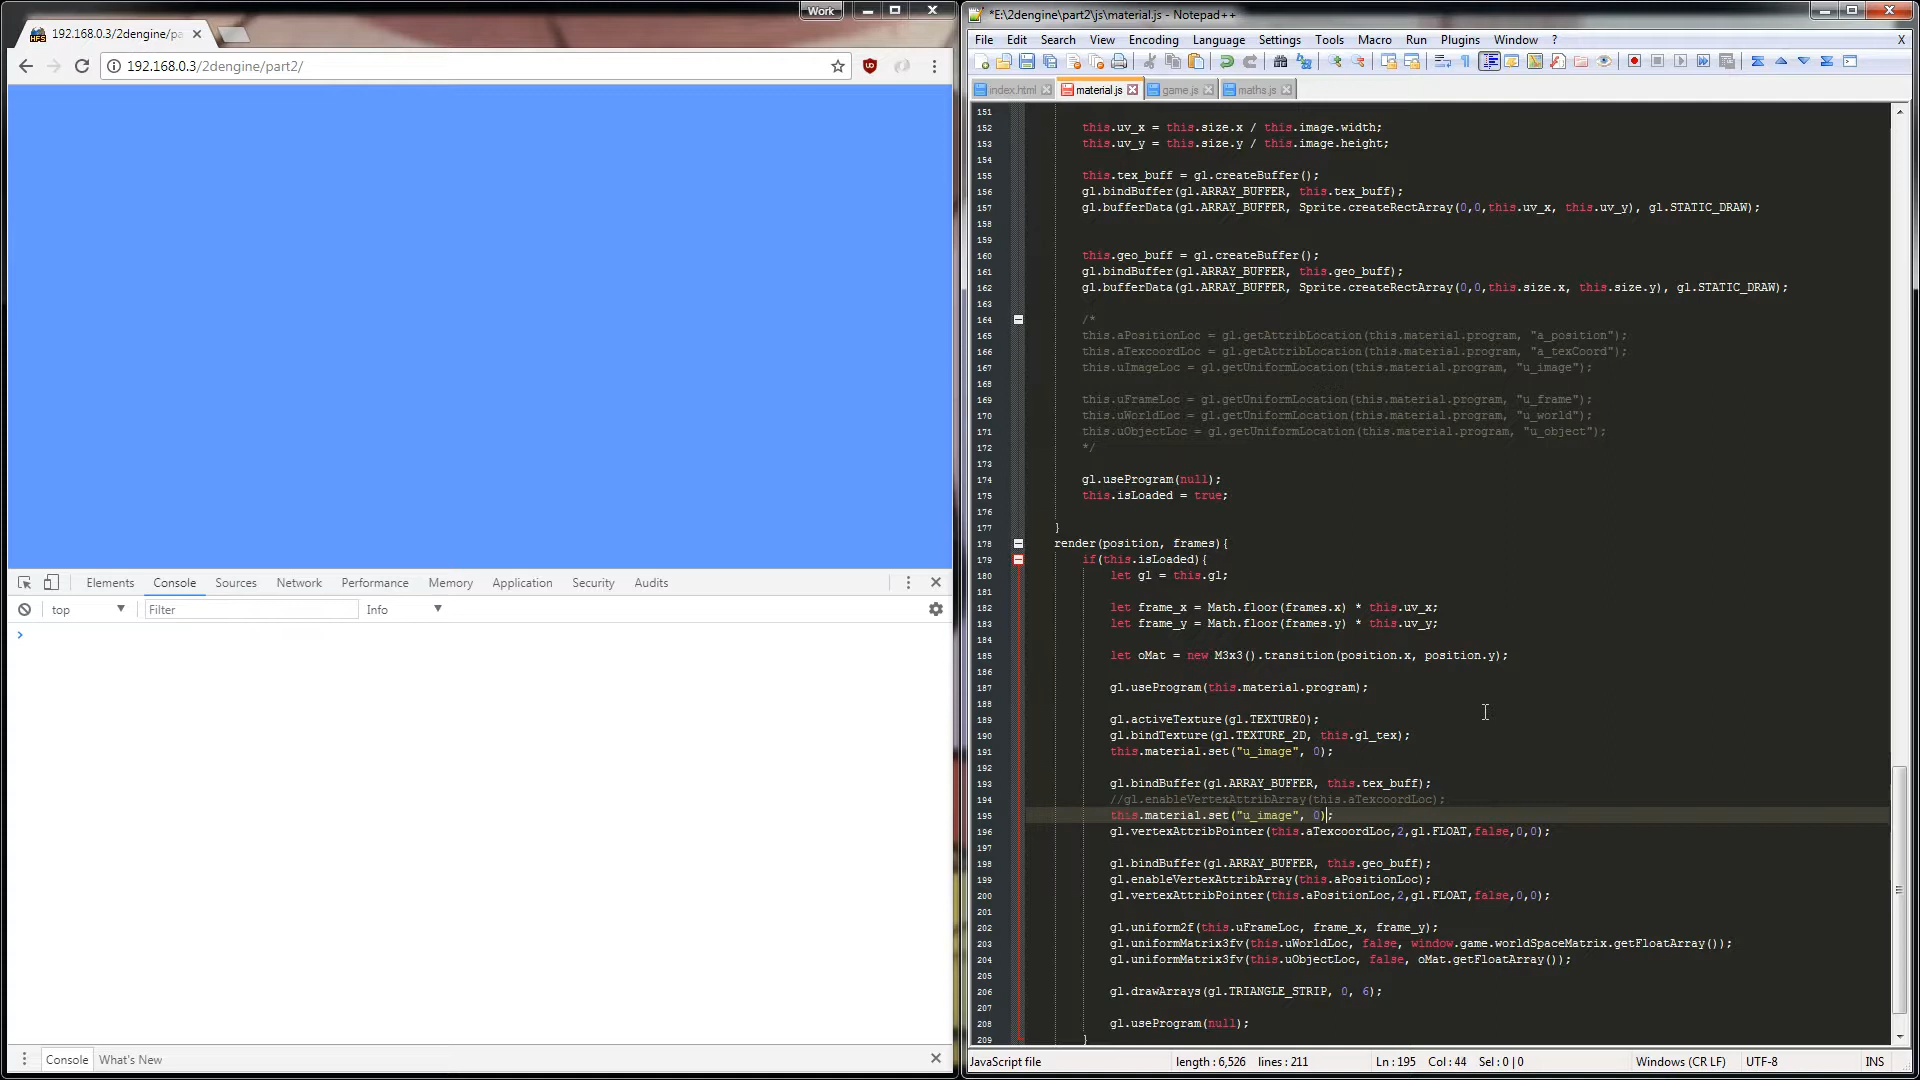 Work
192.168.0.3/2dengine/pa
192.168.0.3/2dengine/part2/
Elements Console Sources Network Performance Memory Application Security Audits
top Filter Info
>
Console What's New
*E:\2dengine\part2\js\material.js - Notepad++
File Edit Search View Encoding Language Settings Tools Macro Run Plugins Window ? X
index.html material.js game.js maths.js
151
152 this.uv_x = this.size.x / this.image.width;
153 this.uv_y = this.size.y / this.image.height;
154
155 this.tex_buff = gl.createBuffer();
156 gl.bindBuffer(gl.ARRAY_BUFFER, this.tex_buff);
157 gl.bufferData(gl.ARRAY_BUFFER, Sprite.createRectArray(0,0,this.uv_x, this.uv_y), gl.STATIC_DRAW);
158
159
160 this.geo_buff = gl.createBuffer();
161 gl.bindBuffer(gl.ARRAY_BUFFER, this.geo_buff);
162 gl.bufferData(gl.ARRAY_BUFFER, Sprite.createRectArray(0,0,this.size.x, this.size.y), gl.STATIC_DRAW);
163
164 /*
165 this.aPositionLoc = gl.getAttribLocation(this.material.program, "a_position");
166 this.aTexcoordLoc = gl.getAttribLocation(this.material.program, "a_texCoord");
167 this.uImageLoc = gl.getUniformLocation(this.material.program, "u_image");
168
169 this.uFrameLoc = gl.getUniformLocation(this.material.program, "u_frame");
170 this.uWorldLoc = gl.getUniformLocation(this.material.program, "u_world");
171 this.uObjectLoc = gl.getUniformLocation(this.material.program, "u_object");
172 */
173
174 gl.useProgram(null);
175 this.isLoaded = true;
176
177 }
178 render(position, frames){
179 if(this.isLoaded){
180 let gl = this.gl;
181
182 let frame_x = Math.floor(frames.x) * this.uv_x;
183 let frame_y = Math.floor(frames.y) * this.uv_y;
184
185 let oMat = new M3x3().transition(position.x, position.y);
186
187 gl.useProgram(this.material.program);
188
189 gl.activeTexture(gl.TEXTURE0);
190 gl.bindTexture(gl.TEXTURE_2D, this.gl_tex);
191 this.material.set("u_image", 0);
192
193 gl.bindBuffer(gl.ARRAY_BUFFER, this.tex_buff);
194 //gl.enableVertexAttribArray(this.aTexcoordLoc);
195 this.material.set("u_image", 0);
196 gl.vertexAttribPointer(this.aTexcoordLoc,2,gl.FLOAT,false,0,0);
197
198 gl.bindBuffer(gl.ARRAY_BUFFER, this.geo_buff);
199 gl.enableVertexAttribArray(this.aPositionLoc);
200 gl.vertexAttribPointer(this.aPositionLoc,2,gl.FLOAT,false,0,0);
201
202 gl.uniform2f(this.uFrameLoc, frame_x, frame_y);
203 gl.uniformMatrix3fv(this.uWorldLoc, false, window.game.worldSpaceMatrix.getFloatArray());
204 gl.uniformMatrix3fv(this.uObjectLoc, false, oMat.getFloatArray());
205
206 gl.drawArrays(gl.TRIANGLE_STRIP, 0, 6);
207
208 gl.useProgram(null);
209 }
JavaScript file length : 6,526 lines : 211 Ln : 195 Col : 44 Sel : 0 | 0 Windows (CR LF) UTF-8 INS